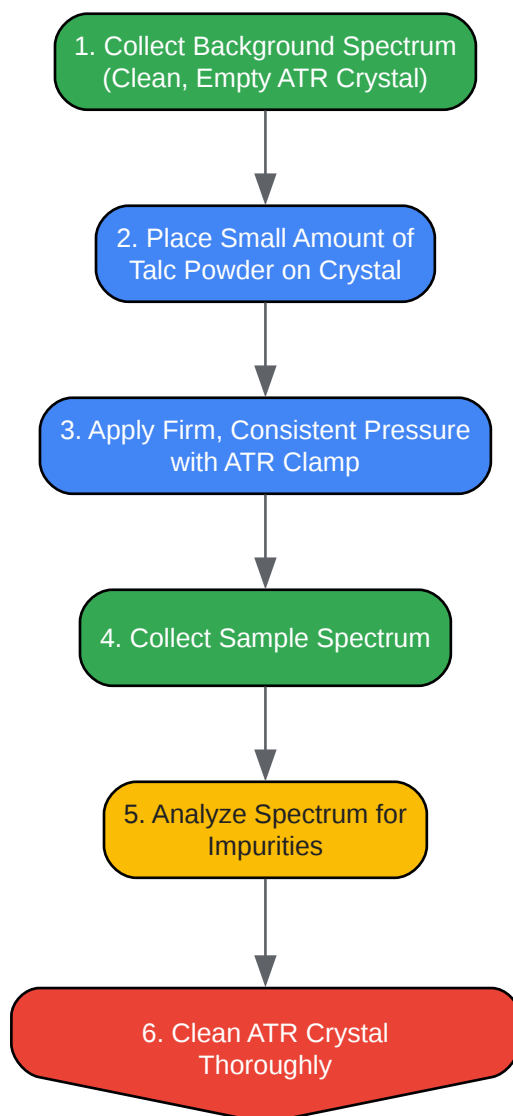 1. Collect Background Spectrum
(Clean, Empty ATR Crystal)
2. Place Small Amount of
Talc Powder on Crystal
3. Apply Firm, Consistent Pressure
with ATR Clamp
4. Collect Sample Spectrum
5. Analyze Spectrum for
Impurities
6. Clean ATR Crystal
Thoroughly